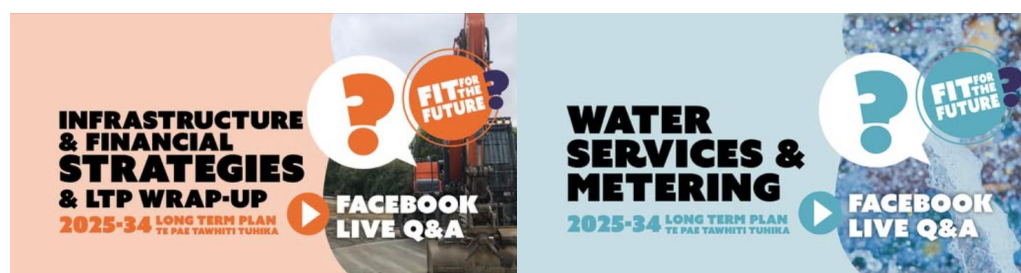 INFRASTRUCTURE
& FINANCIAL
STRATEGIES
& LTP WRAP-UP
2025-34 LONG TERM PLAN
TE PAE TAWHITI TUHIKA
?
FIT FOR
THE
FUTURE
?
FACEBOOK
LIVE Q&A
WATER
SERVICES &
METERING
2025-34 LONG TERM PLAN
TE PAE TAWHITI TUHIKA
?
FIT FOR
THE
FUTURE
?
FACEBOOK
LIVE Q&A